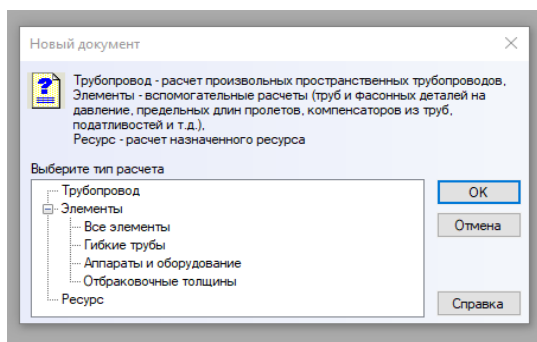 Новый документ
Трубопровод - расчет произвольных пространственных трубопроводов,
Элементы - вспомогательные расчеты (труб и фасонных деталей на
давление, предельных длин пролетов, компенсаторов из труб,
податливостей и т.д.),
Ресурс - расчет назначенного ресурса
Выберите тип расчета
Трубопровод
Элементы
Все элементы
Гибкие трубы
Аппараты и оборудование
Отбраковочные толщины
Ресурс
OK
Отмена
Справка